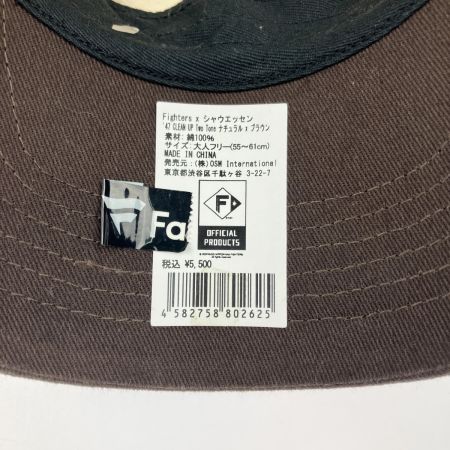 Fighters x シャウエッセン
'47 CLEAN UP Two Tone ナチュラル x ブラウン
素材: 綿100%
サイズ: 大人フリー(55～61cm)
MADE IN CHINA
発売元: (株)OSM International
東京都渋谷区千駄ヶ谷 3-22-7
Fa
F
OFFICIAL
PRODUCTS
税込 ¥5,500
4582758802625